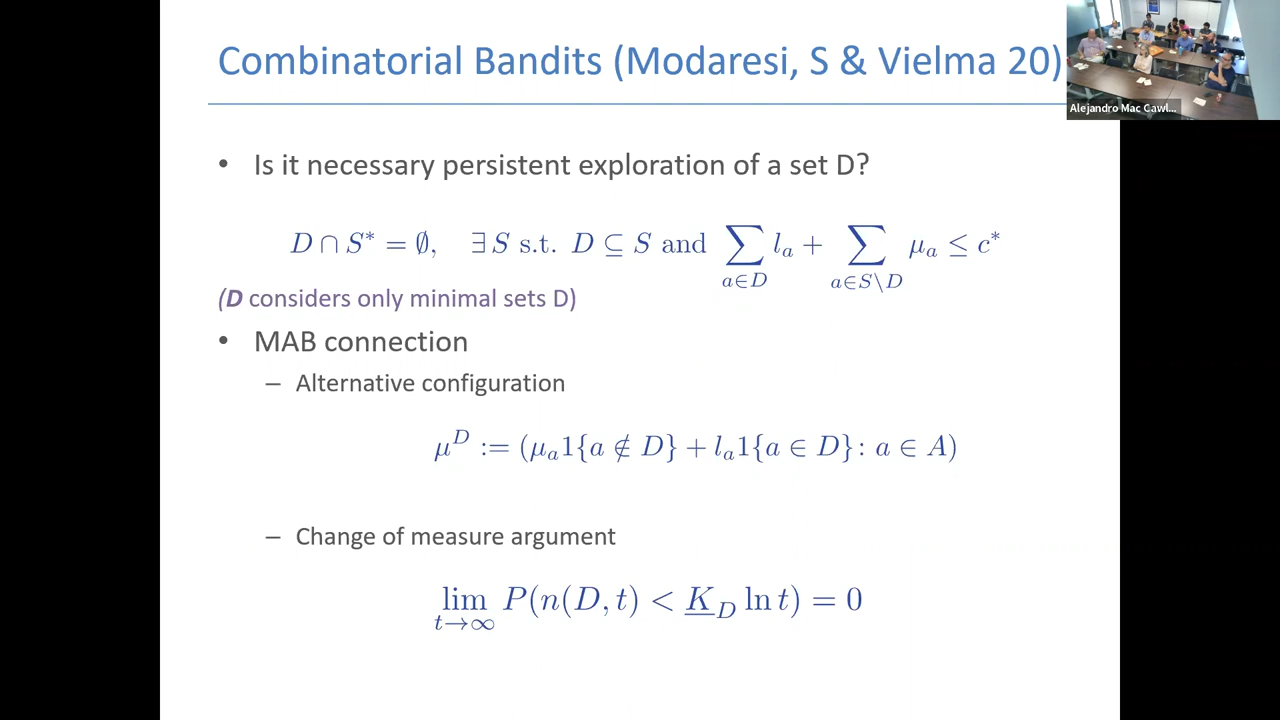 Combinatorial Bandits (Modaresi, S & Vielma 20)
Alejandro Mac Cawl...
• Is it necessary persistent exploration of a set D?
D ∩ S* = ∅, ∃ S s.t. D ⊆ S and ∑_{a∈D} l_a + ∑_{a∈S\D} μ_a ≤ c*
(D considers only minimal sets D)
• MAB connection
– Alternative configuration
μ^D := (μ_a 1{a ∉ D} + l_a 1{a ∈ D}: a ∈ A)
– Change of measure argument
lim_{t→∞} P(n(D, t) < K̲_D ln t) = 0